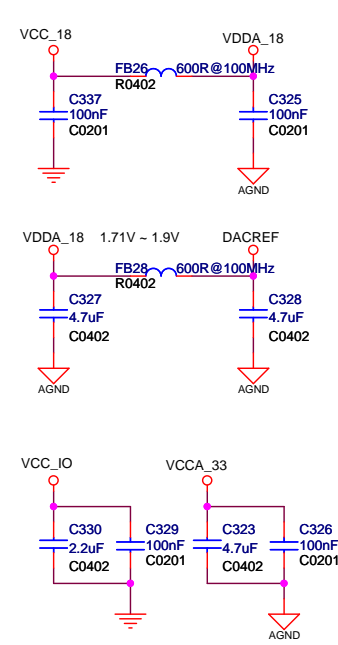 VCC_18 VDDA_18
FB26 600R@100MHz
R0402
C337 C325
100nF 100nF
C0201 C0201
AGND
VDDA_18 1.71V ~ 1.9V DACREF
FB28 600R@100MHz
R0402
C327 C328
4.7uF 4.7uF
C0402 C0402
AGND AGND
VCC_IO VCCA_33
C330 C329 C323 C326
2.2uF 100nF 4.7uF 100nF
C0402 C0201 C0402 C0201
AGND